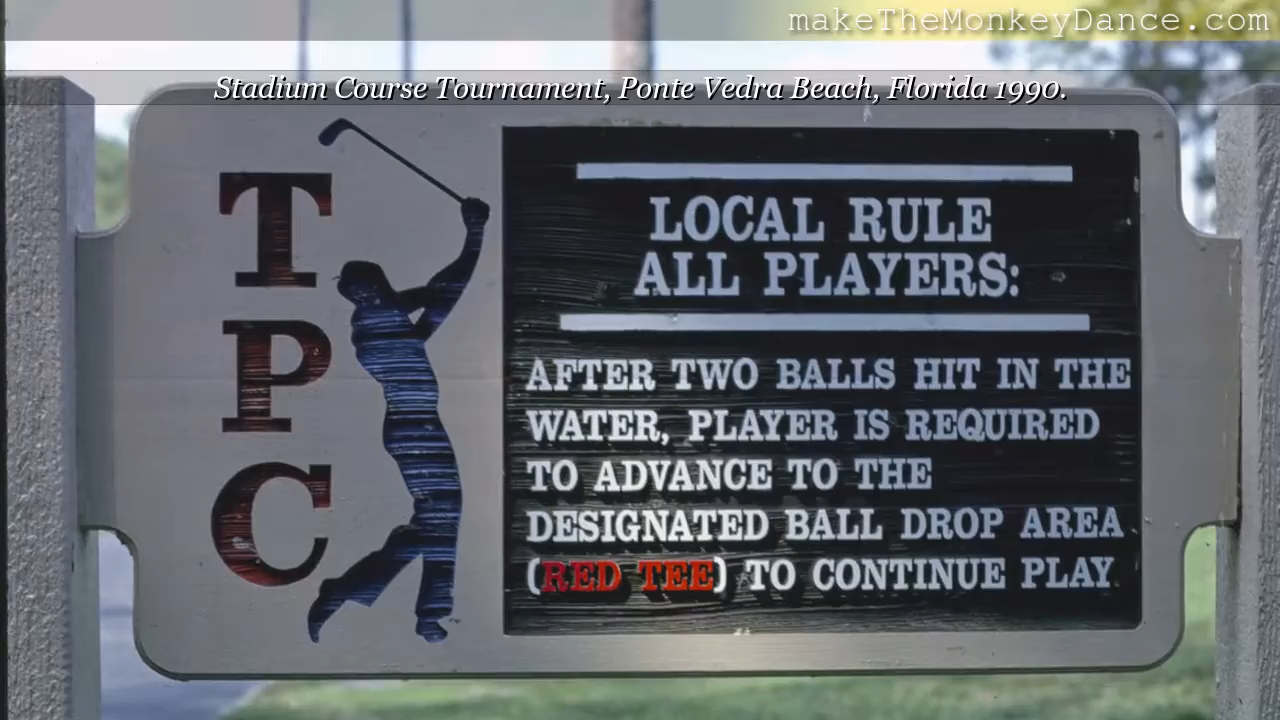 makeTheMonkeyDance.com
Stadium Course Tournament, Ponte Vedra Beach, Florida 1990.
TPC
LOCAL RULE
ALL PLAYERS:
AFTER TWO BALLS HIT IN THE
WATER, PLAYER IS REQUIRED
TO ADVANCE TO THE
DESIGNATED BALL DROP AREA
(RED TEE) TO CONTINUE PLAY